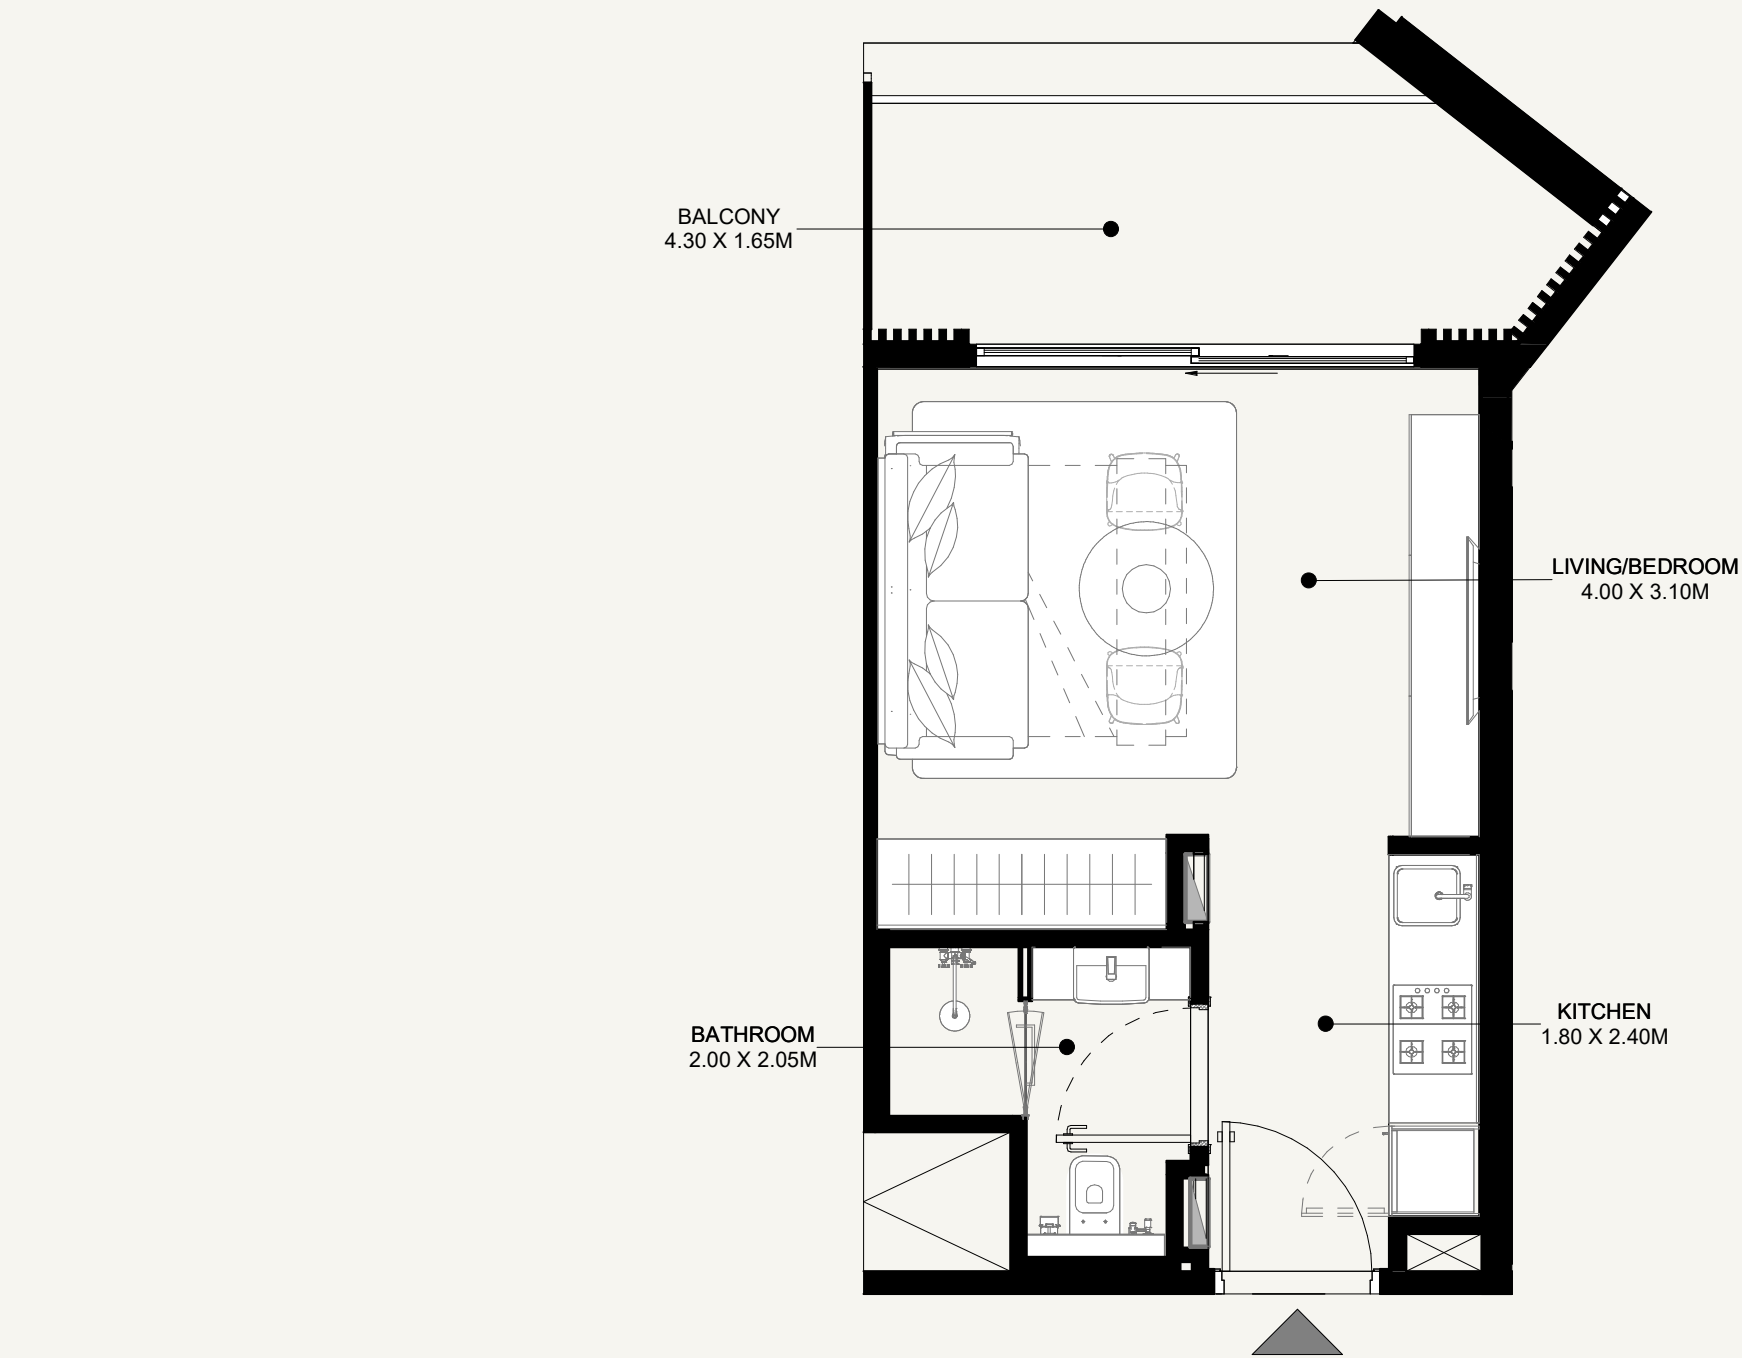 BALCONY
4.30 X 1.65M
LIVING/BEDROOM
4.00 X 3.10M
KITCHEN
1.80 X 2.40M
BATHROOM
2.00 X 2.05M